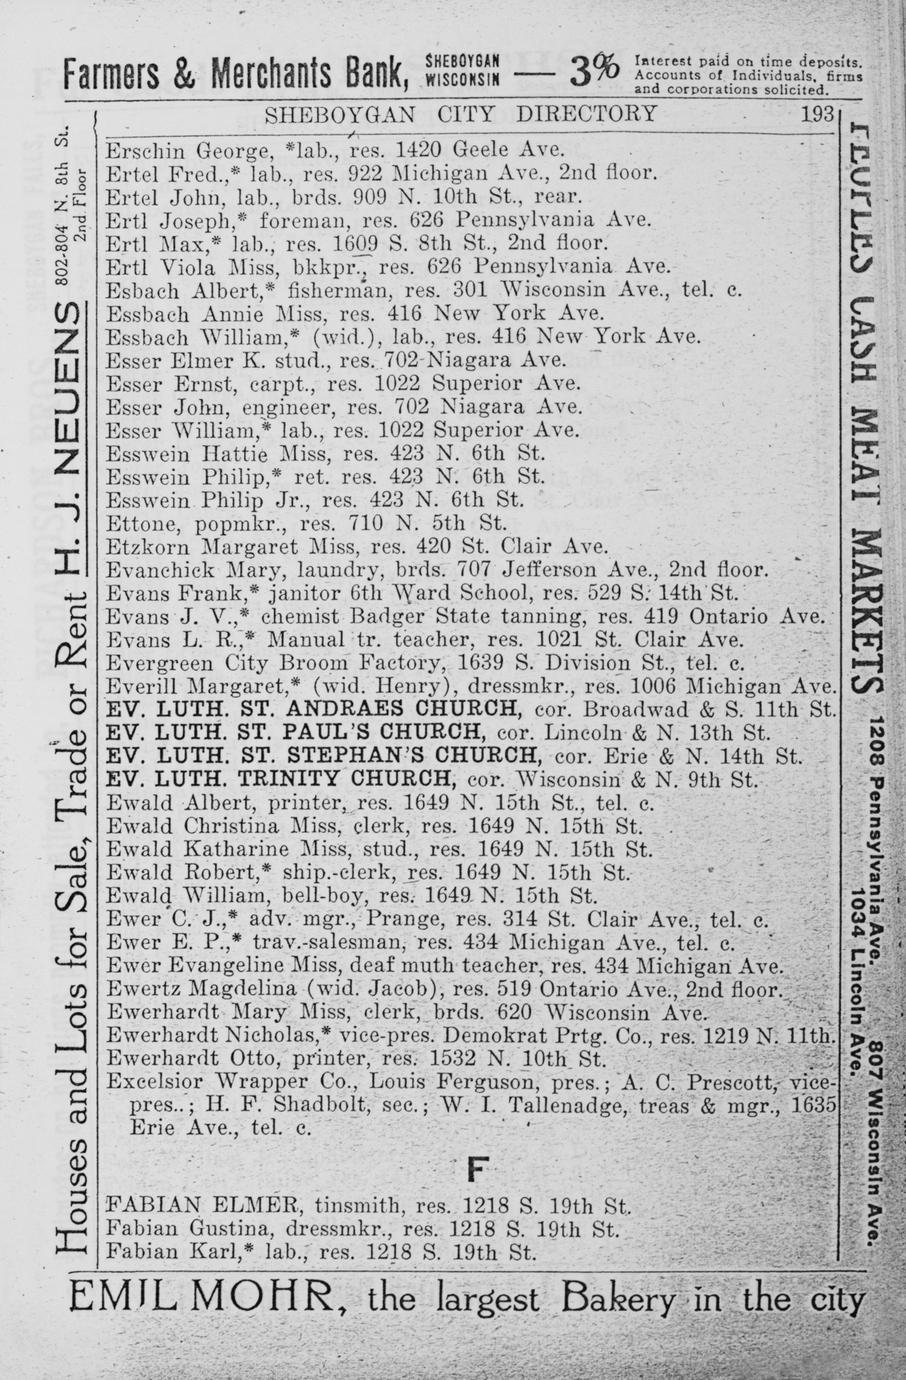 Farmers & Merchants Bank, SHEBOYGAN WISCONSIN — 3% Interest paid on time deposits. Accounts of Individuals, firms and corporations solicited.
SHEBOYGAN CITY DIRECTORY 193
Erschin George, *lab., res. 1420 Geele Ave.
Ertel Fred.,* lab., res. 922 Michigan Ave., 2nd floor.
Ertel John, lab., brds. 909 N. 10th St., rear.
Ertl Joseph,* foreman, res. 626 Pennsylvania Ave.
Ertl Max,* lab., res. 1609 S. 8th St., 2nd floor.
Ertl Viola Miss, bkkpr., res. 626 Pennsylvania Ave.
Esbach Albert,* fisherman, res. 301 Wisconsin Ave., tel. c.
Essbach Annie Miss, res. 416 New York Ave.
Essbach William,* (wid.), lab., res. 416 New York Ave.
Esser Elmer K. stud., res. 702 Niagara Ave.
Esser Ernst, carpt., res. 1022 Superior Ave.
Esser John, engineer, res. 702 Niagara Ave.
Esser William,* lab., res. 1022 Superior Ave.
Esswein Hattie Miss, res. 423 N. 6th St.
Esswein Philip,* ret. res. 423 N. 6th St.
Esswein Philip Jr., res. 423 N. 6th St.
Ettone, popmkr., res. 710 N. 5th St.
Etzkorn Margaret Miss, res. 420 St. Clair Ave.
Evanchick Mary, laundry, brds. 707 Jefferson Ave., 2nd floor.
Evans Frank,* janitor 6th Ward School, res. 529 S. 14th St.
Evans J. V.,* chemist Badger State tanning, res. 419 Ontario Ave.
Evans L. R.,* Manual tr. teacher, res. 1021 St. Clair Ave.
Evergreen City Broom Factory, 1639 S. Division St., tel. c.
Everill Margaret,* (wid. Henry), dressmkr., res. 1006 Michigan Ave.
EV. LUTH. ST. ANDRAES CHURCH, cor. Broadwad & S. 11th St.
EV. LUTH. ST. PAUL'S CHURCH, cor. Lincoln & N. 13th St.
EV. LUTH. ST. STEPHAN'S CHURCH, cor. Erie & N. 14th St.
EV. LUTH. TRINITY CHURCH, cor. Wisconsin & N. 9th St.
Ewald Albert, printer, res. 1649 N. 15th St., tel. c.
Ewald Christina Miss, clerk, res. 1649 N. 15th St.
Ewald Katharine Miss, stud., res. 1649 N. 15th St.
Ewald Robert,* ship.-clerk, res. 1649 N. 15th St.
Ewald William, bell-boy, res. 1649 N. 15th St.
Ewer C. J.,* adv. mgr., Prange, res. 314 St. Clair Ave., tel. c.
Ewer E. P.,* trav.-salesman, res. 434 Michigan Ave., tel. c.
Ewer Evangeline Miss, deaf muth teacher, res. 434 Michigan Ave.
Ewertz Magdelina (wid. Jacob), res. 519 Ontario Ave., 2nd floor.
Ewerhardt Mary Miss, clerk, brds. 620 Wisconsin Ave.
Ewerhardt Nicholas,* vice-pres. Demokrat Prtg. Co., res. 1219 N. 11th.
Ewerhardt Otto, printer, res. 1532 N. 10th St.
Excelsior Wrapper Co., Louis Ferguson, pres.; A. C. Prescott, vice-
pres..; H. F. Shadbolt, sec.; W. I. Tallenadge, treas & mgr., 1635
Erie Ave., tel. c.
F
FABIAN ELMER, tinsmith, res. 1218 S. 19th St.
Fabian Gustina, dressmkr., res. 1218 S. 19th St.
Fabian Karl,* lab., res. 1218 S. 19th St.
EMIL MOHR, the largest Bakery in the city
Houses and Lots for Sale, Trade or Rent H. J. NEUENS 802-804 N. 8th St. 2nd Floor
PEOPLES CASH MEAT MARKETS 1208 Pennsylvania Ave. 807 Wisconsin Ave.
1034 Lincoln Ave.